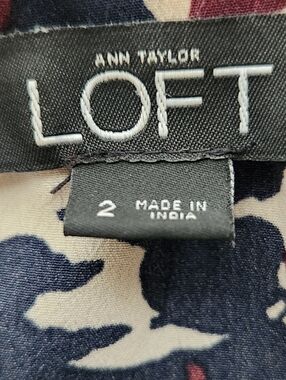 ANN TAYLOR
LOFT
2 MADE IN
INDIA